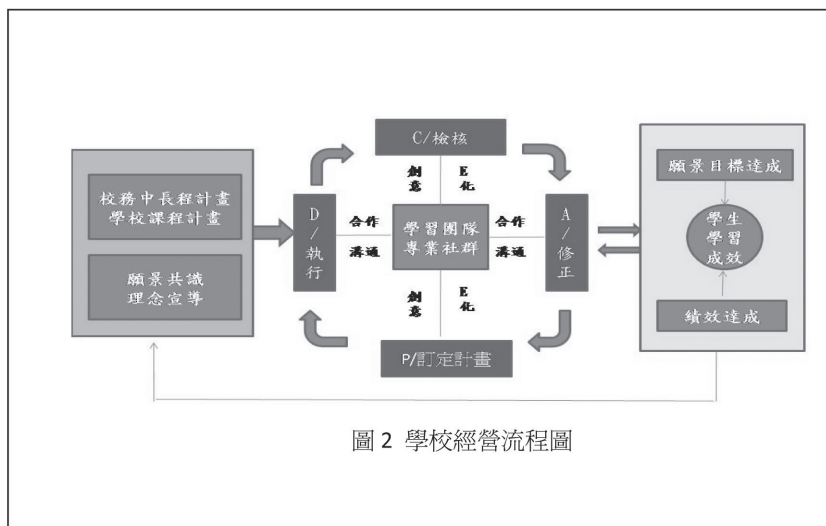 C/檢核
願景目標達成
校務中長程計畫
學校課程計畫
創意
E化
D/執行
合作
溝通
學習團隊
專業社群
合作
溝通
A/修正
學生
學習
成效
願景共識
理念宣導
創意
E化
績效達成
P/訂定計畫
圖 2 學校經營流程圖